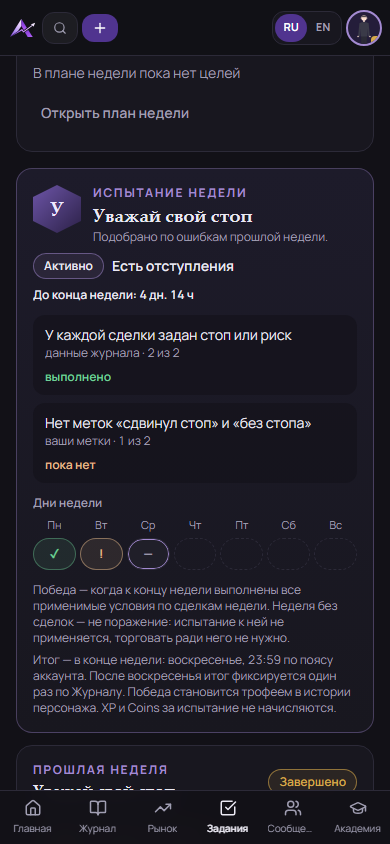 RU EN
В плане недели пока нет целей
Открыть план недели
ИСПЫТАНИЕ НЕДЕЛИ
У
Уважай свой стоп
Подобрано по ошибкам прошлой недели.
Активно Есть отступления
До конца недели: 4 дн. 14 ч
У каждой сделки задан стоп или риск
данные журнала · 2 из 2
выполнено
Нет меток «сдвинул стоп» и «без стопа»
ваши метки · 1 из 2
пока нет
Дни недели
Пн Вт Ср Чт Пт Сб Вс
✓ ! –
Победа — когда к концу недели выполнены все
применимые условия по сделкам недели. Неделя без
сделок — не поражение: испытание к ней не
применяется, торговать ради него не нужно.
Итог — в конце недели: воскресенье, 23:59 по поясу
аккаунта. После воскресенья итог фиксируется один
раз по Журналу. Победа становится трофеем в истории
персонажа. XP и Coins за испытание не начисляются.
ПРОШЛАЯ НЕДЕЛЯ
Завершено
Главная Журнал Рынок Задания Сообще... Академия